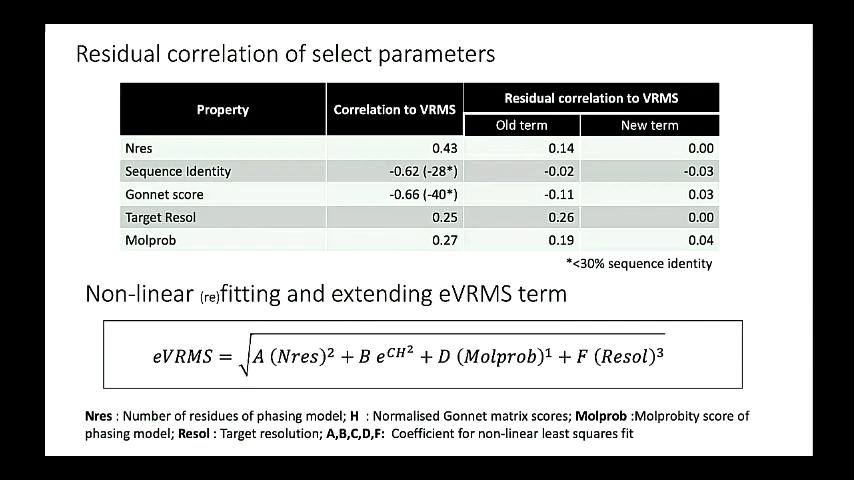 Residual correlation of select parameters
Property Correlation to VRMS Residual correlation to VRMS
Old term New term
Nres 0.43 0.14 0.00
Sequence Identity -0.62 (-28*) -0.02 -0.03
Gonnet score -0.66 (-40*) -0.11 0.03
Target Resol 0.25 0.26 0.00
Molprob 0.27 0.19 0.04
*<30% sequence identity
Non-linear (re)fitting and extending eVRMS term
eVRMS = √A (Nres)² + B e^CH² + D (Molprob)¹ + F (Resol)³
Nres : Number of residues of phasing model; H : Normalised Gonnet matrix scores; Molprob :Molprobity score of
phasing model; Resol : Target resolution; A,B,C,D,F: Coefficient for non-linear least squares fit